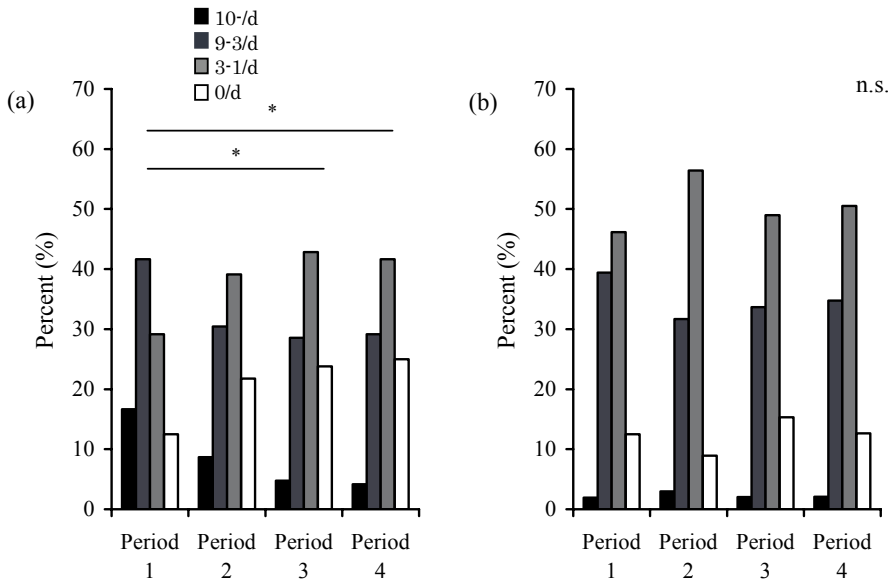 10-/d
9-3/d
3-1/d
0/d
(a)
70
60
50
40
30
20
10
0
Percent (%)
*
*
Period 1
Period 2
Period 3
Period 4
(b)
n.s.
70
60
50
40
30
20
10
0
Percent (%)
Period 1
Period 2
Period 3
Period 4